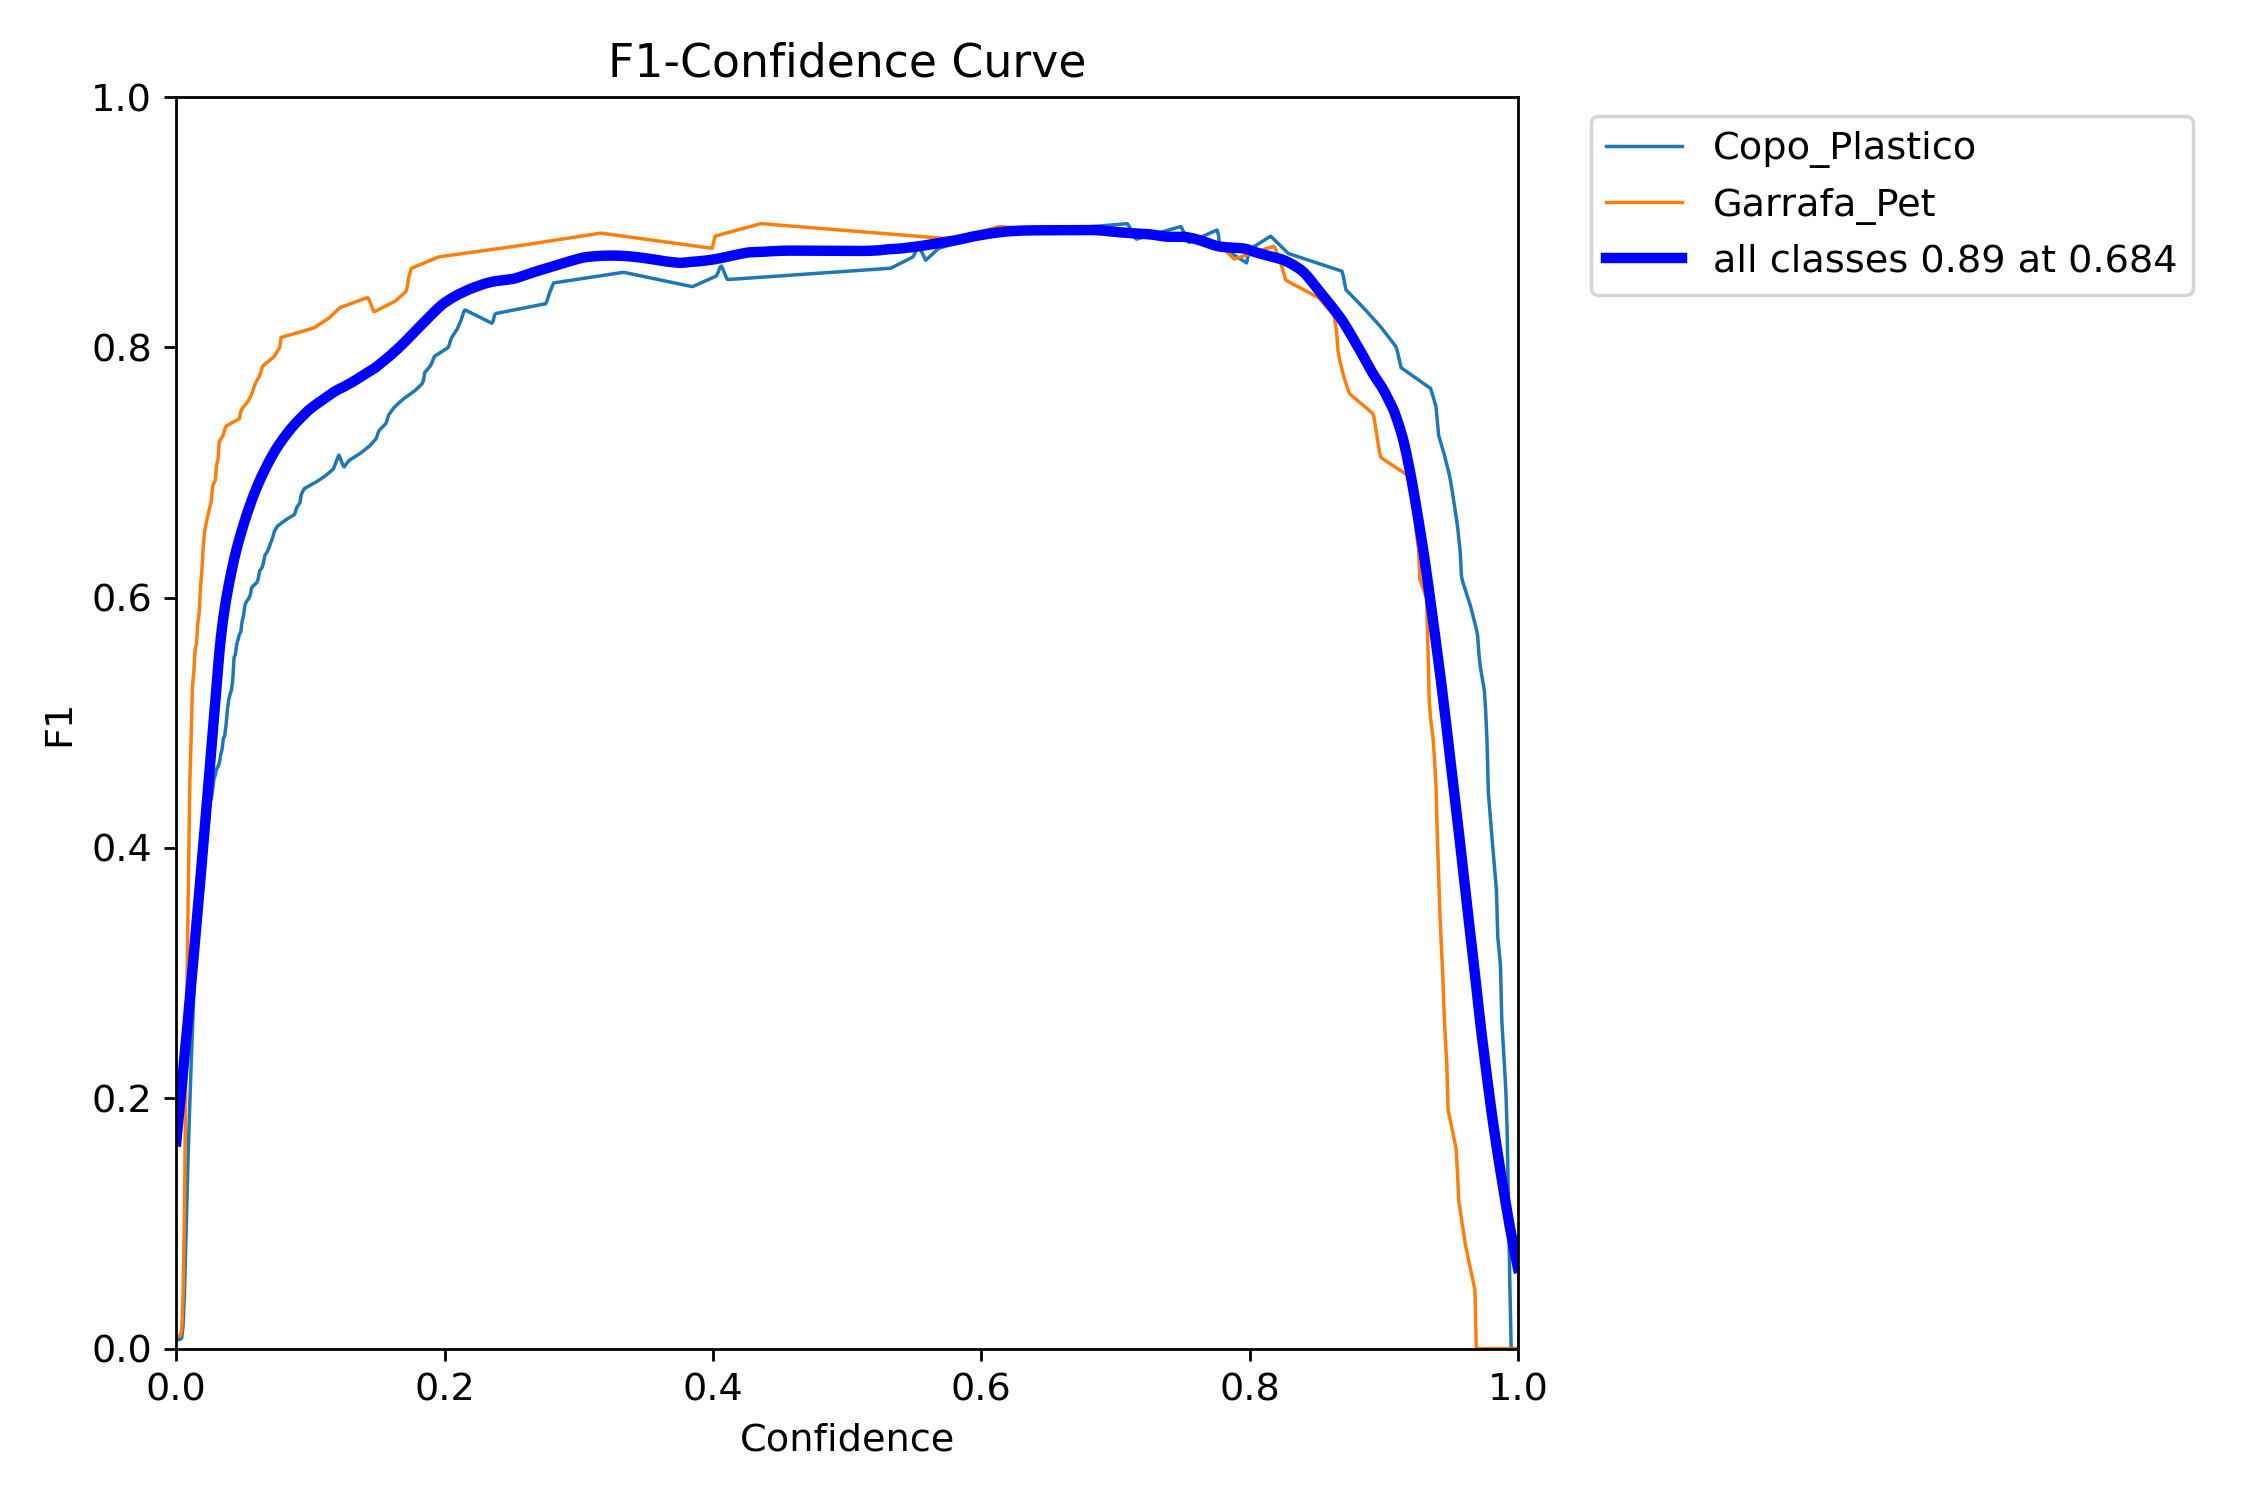 F1-Confidence Curve
1.0
0.8
0.6
0.4
0.2
0.0
F1
0.0 0.2 0.4 0.6 0.8 1.0
Confidence
Copo_Plastico
Garrafa_Pet
all classes 0.89 at 0.684